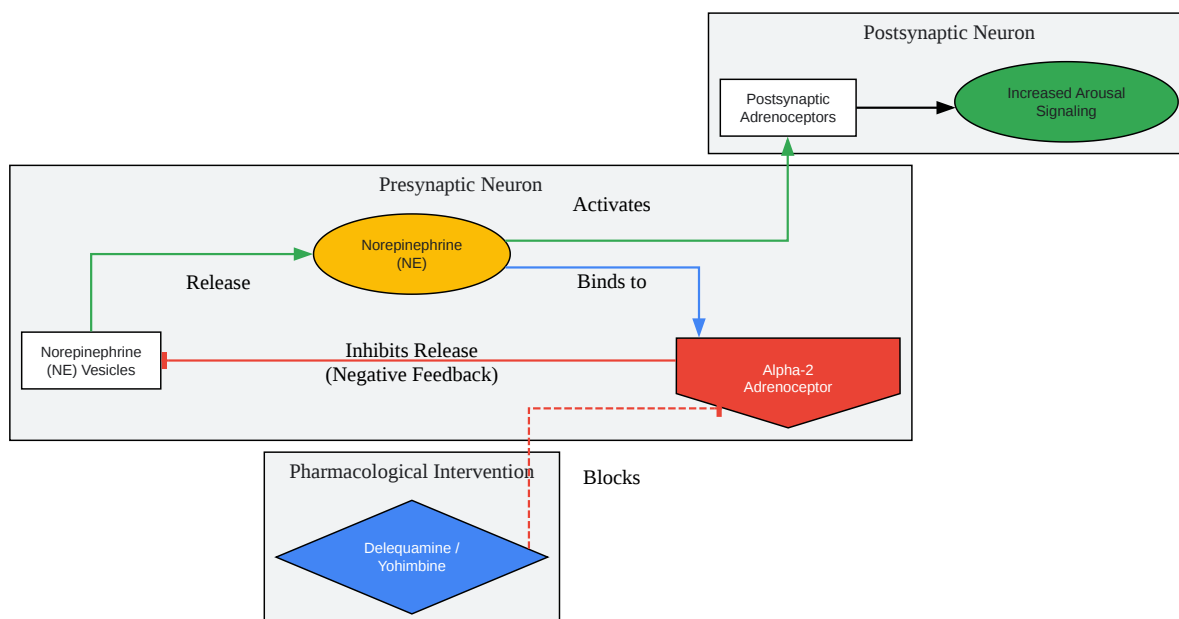 Postsynaptic Neuron
Postsynaptic
Adrenoceptors
Increased Arousal
Signaling
Presynaptic Neuron
Activates
Norepinephrine
(NE)
Release
Binds to
Norepinephrine
(NE) Vesicles
Inhibits Release
(Negative Feedback)
Alpha-2
Adrenoceptor
Pharmacological Intervention
Blocks
Delequamine /
Yohimbine